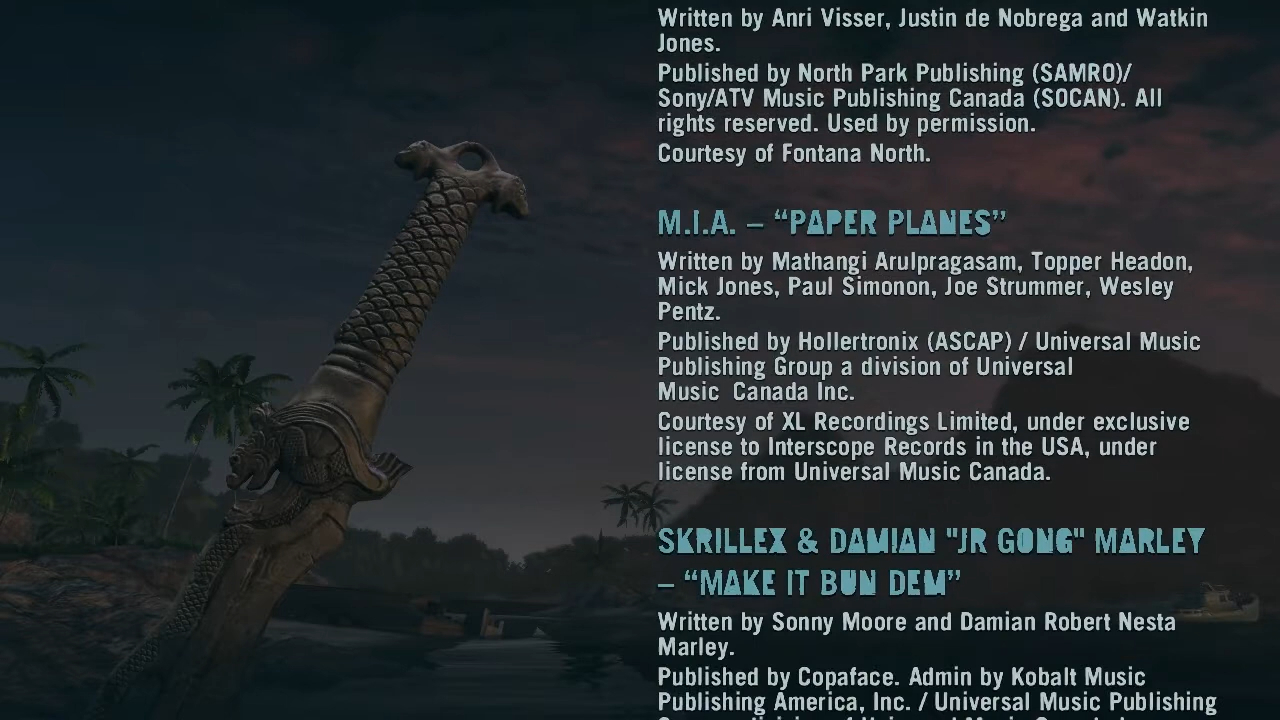 Written by Anri Visser, Justin de Nobrega and Watkin
Jones.
Published by North Park Publishing (SAMRO)/
Sony/ATV Music Publishing Canada (SOCAN). All
rights reserved. Used by permission.
Courtesy of Fontana North.
M.I.A. – “PAPER PLANES”
Written by Mathangi Arulpragasam, Topper Headon,
Mick Jones, Paul Simonon, Joe Strummer, Wesley
Pentz.
Published by Hollertronix (ASCAP) / Universal Music
Publishing Group a division of Universal
Music  Canada Inc.
Courtesy of XL Recordings Limited, under exclusive
license to Interscope Records in the USA, under
license from Universal Music Canada.
SKRILLEX & DAMIAN "JR GONG" MARLEY
– “MAKE IT BUN DEM”
Written by Sonny Moore and Damian Robert Nesta
Marley.
Published by Copaface. Admin by Kobalt Music
Publishing America, Inc. / Universal Music Publishing